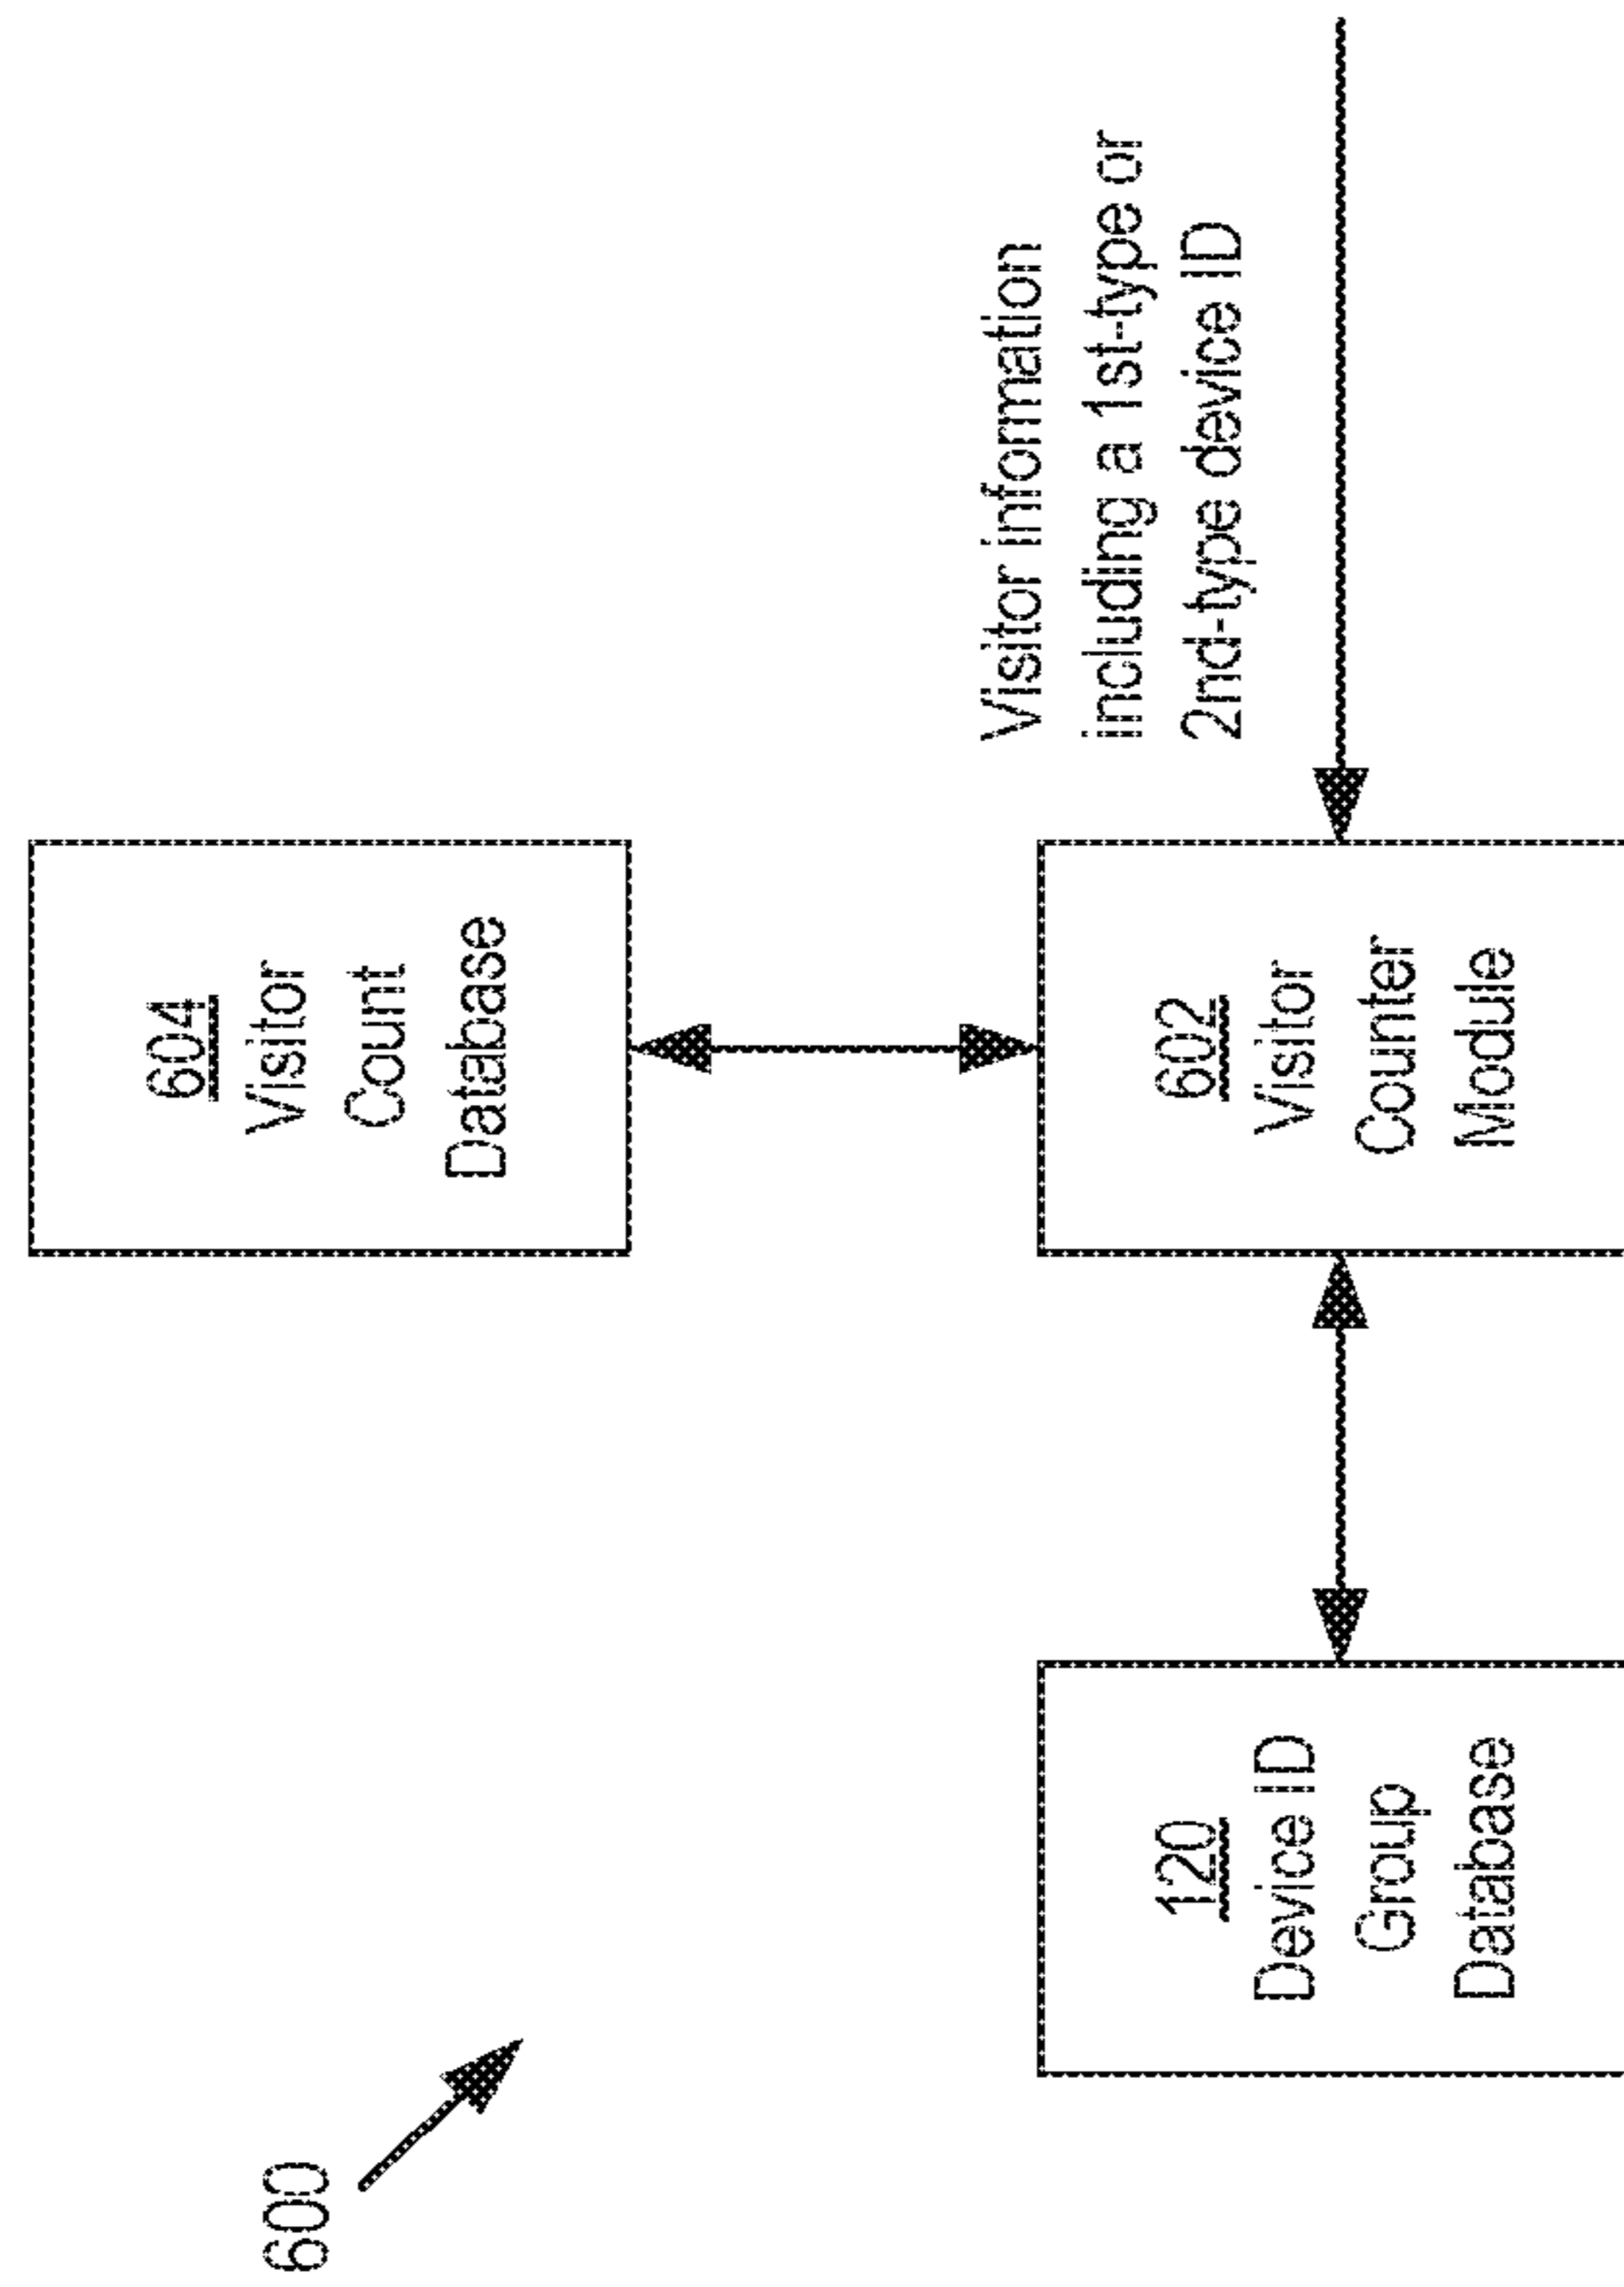 600
604
Visitor
Count
Database
120
Device ID
Group
Database
602
Visitor
Counter
Module
Visitor information
including a 1st-type or
2nd-type device ID